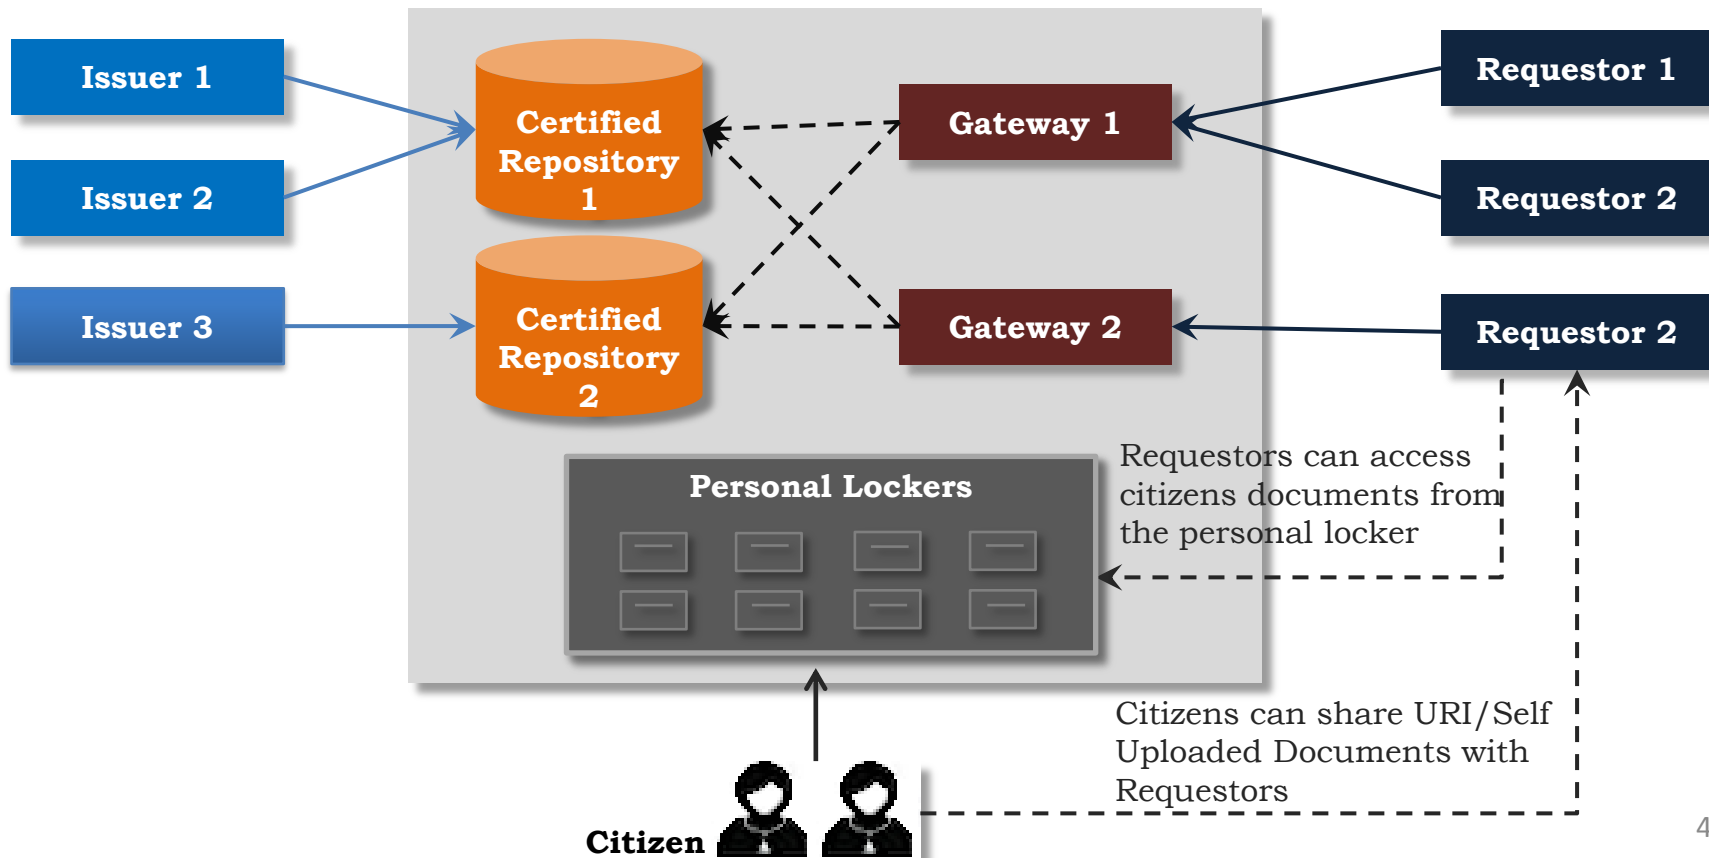 Issuer 1
Issuer 2
Issuer 3
Certified
Repository
1
Certified
Repository
2
Gateway 1
Gateway 2
Requestor 1
Requestor 2
Requestor 2
Personal Lockers
Requestors can access
citizens documents from
the personal locker
Citizens can share URI/Self
Uploaded Documents with
Requestors
Citizen
4